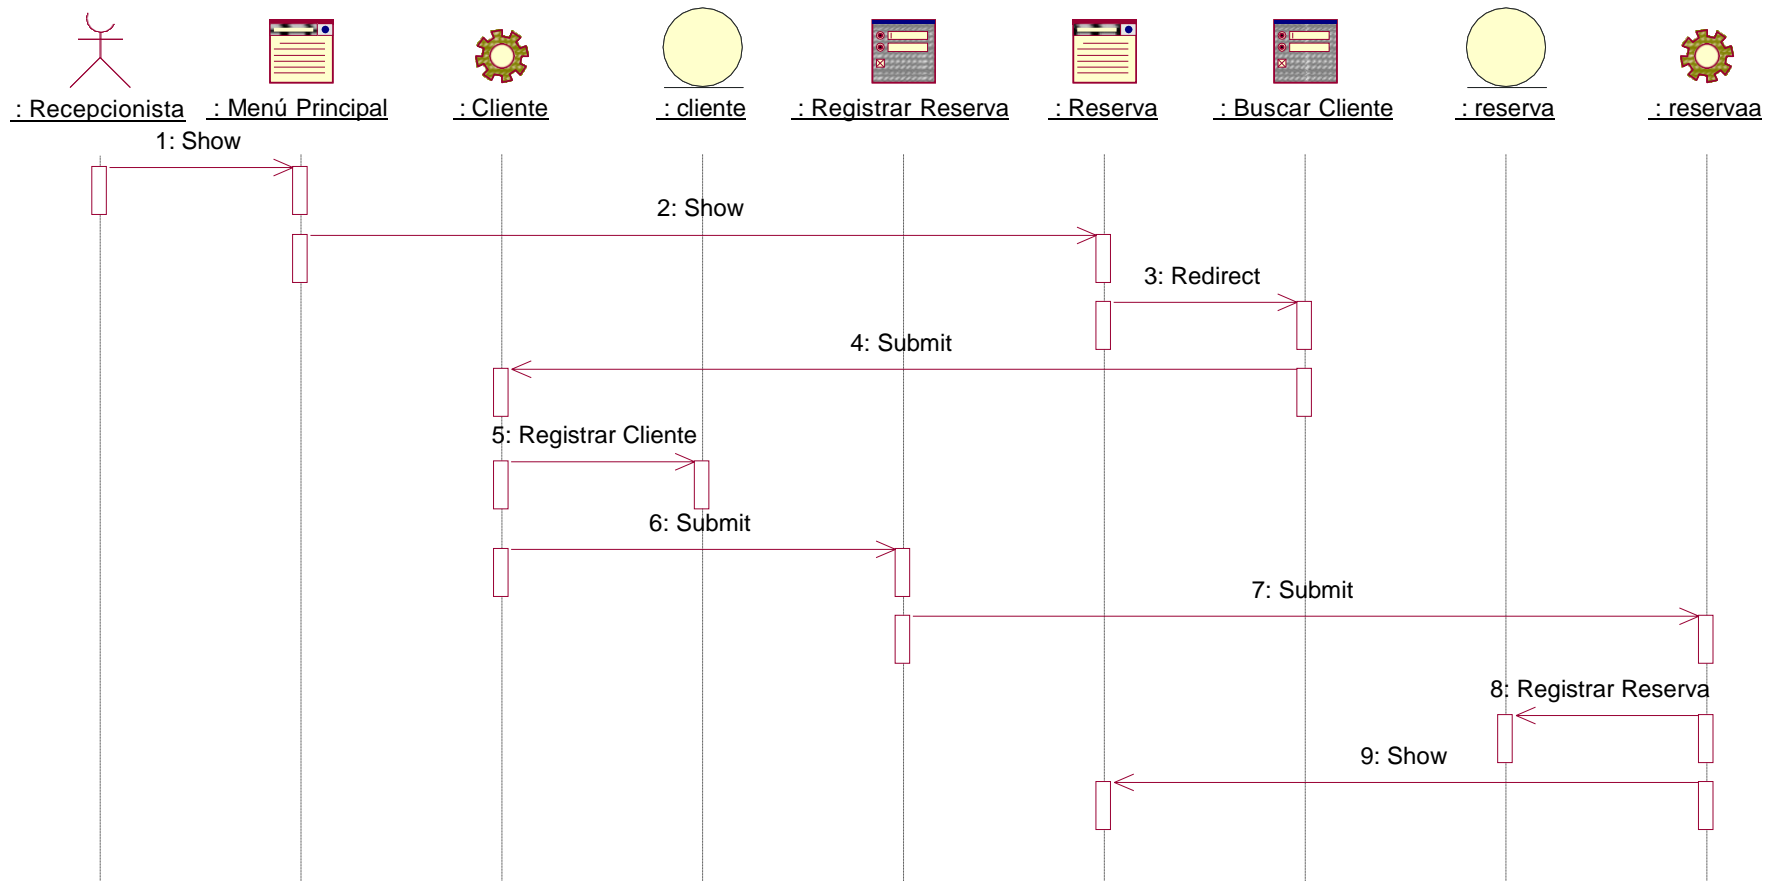 : Recepcionista
: Menú Principal
: Cliente
: cliente
: Registrar Reserva
: Reserva
: Buscar Cliente
: reserva
: reservaa
1: Show
2: Show
3: Redirect
4: Submit
5: Registrar Cliente
6: Submit
7: Submit
8: Registrar Reserva
9: Show